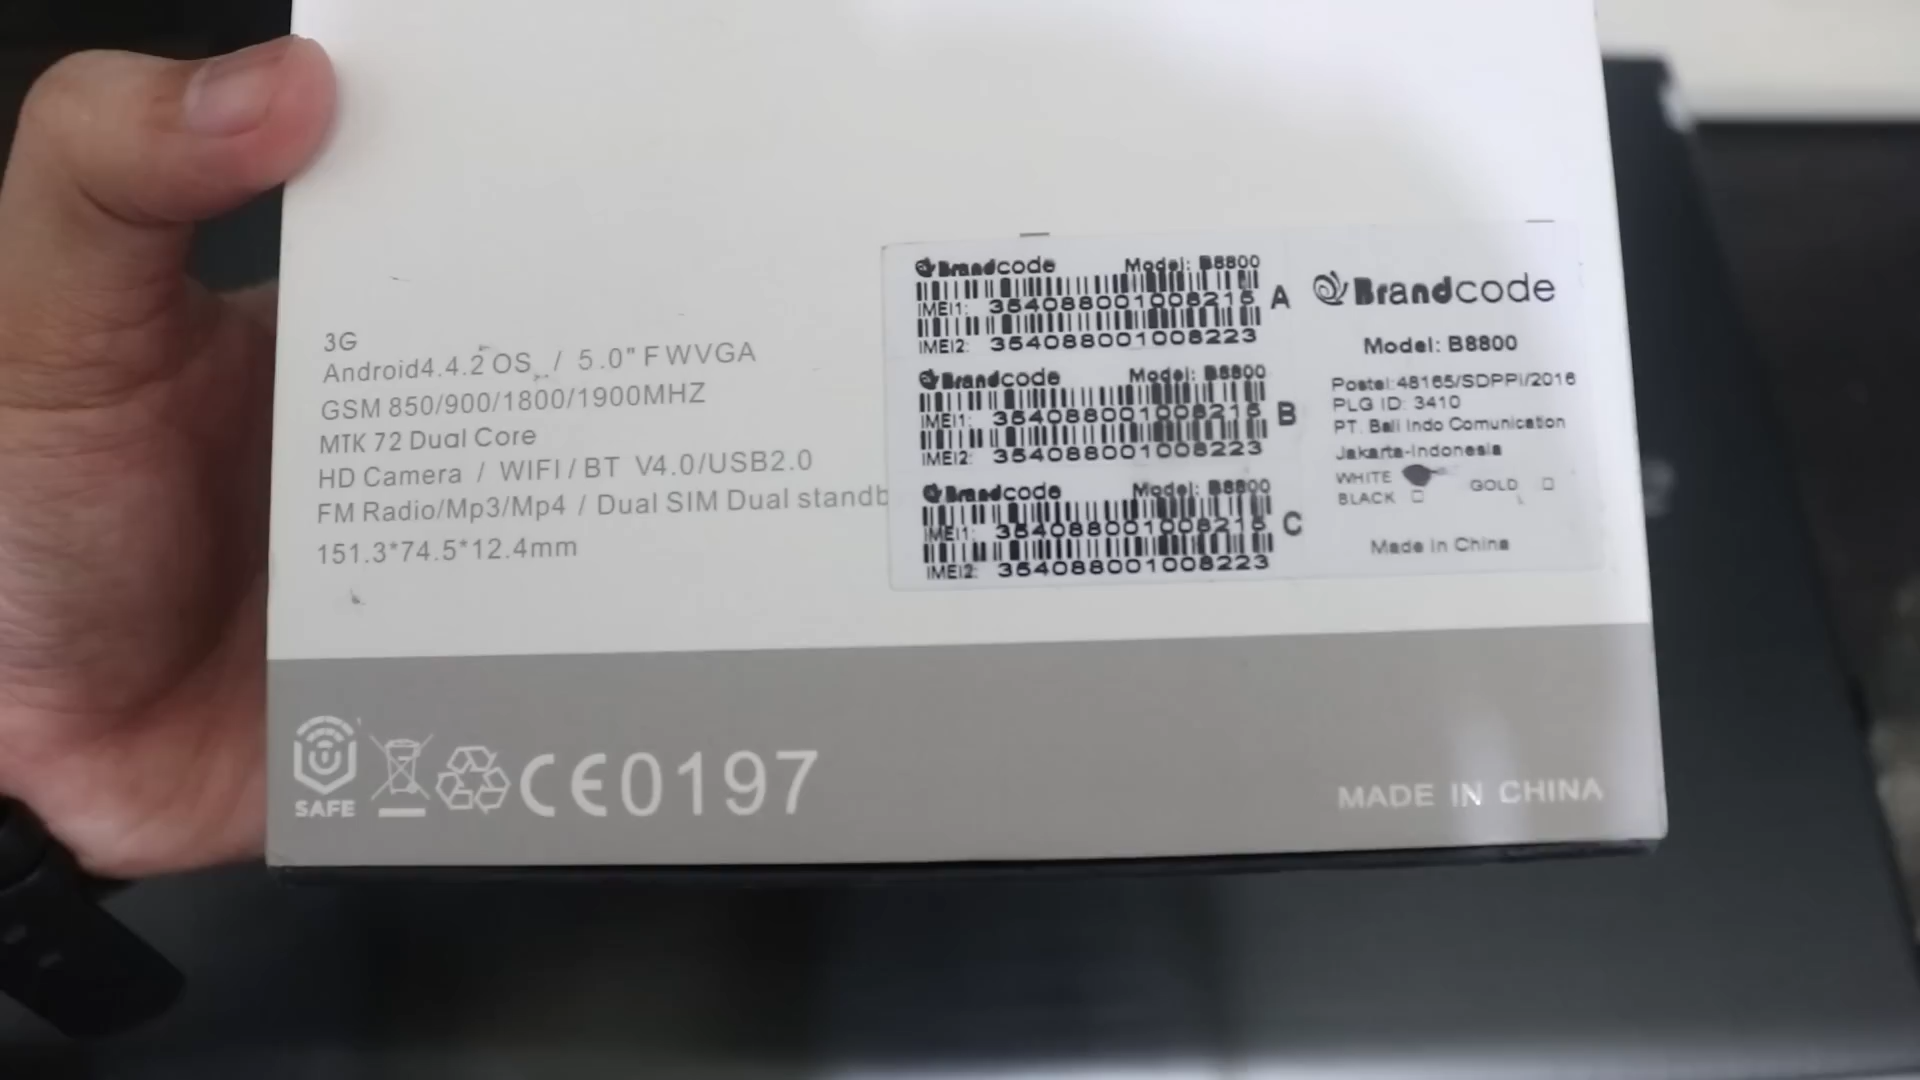 3G
Android4.4.2 OS / 5.0" FWVGA
GSM 850/900/1800/1900MHZ
MTK 72 Dual Core
HD Camera / WIFI/BT V4.0/USB2.0
FM Radio/Mp3/Mp4 / Dual SIM Dual standb
151.3*74.5*12.4mm
Brandcode Model: B8800
IMEI1: 354088001008215 A
IMEI2: 354088001008223
Brandcode Model: B8800
IMEI1: 354088001008215 B
IMEI2: 354088001008223
Brandcode Model: B8800
IMEI1: 354088001008215 C
IMEI2: 354088001008223
Brandcode
Model: B8800
Postel:48165/SDPPI/2016
PLG ID: 3410
PT. Bali Indo Comunication
Jakarta-Indonesia
WHITE
BLACK GOLD
Made in China
SAFE
CE0197
MADE IN CHINA